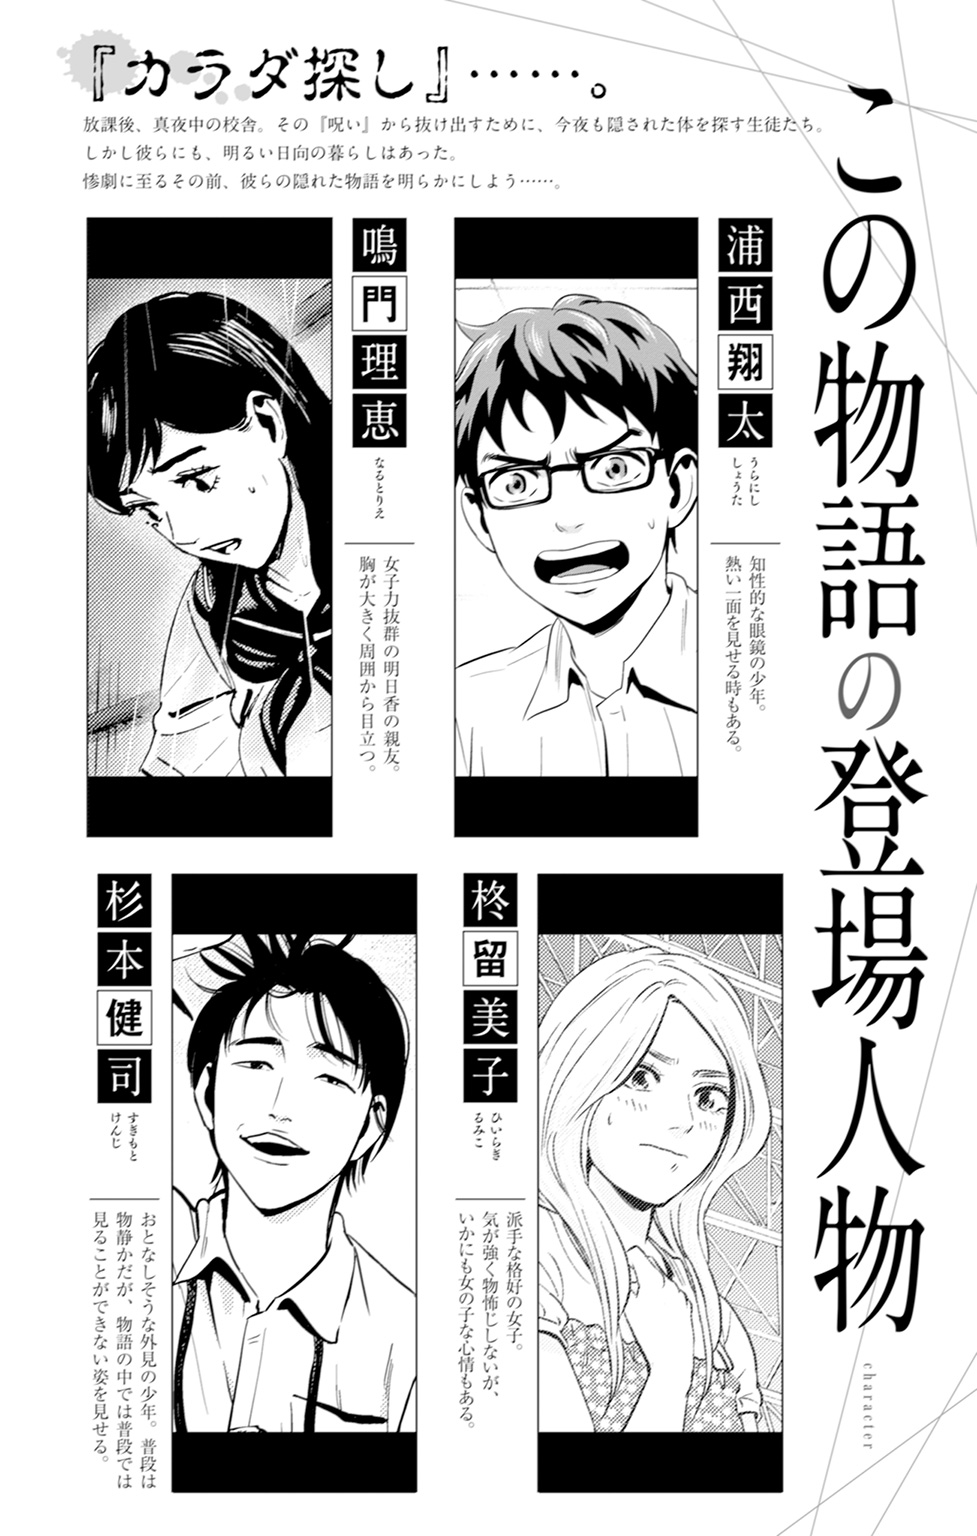 この物語の登場人物
character
『カラダ探し』……。
放課後、真夜中の校舎。その『呪い』から抜け出すために、今夜も隠された体を探す生徒たち。
しかし彼らにも、明るい日向の暮らしはあった。
惨劇に至るその前、彼らの隠れた物語を明らかにしよう……。
浦西翔太
うらにし
しょうた
知性的な眼鏡の少年。
熱い一面を見せる時もある。
鳴門理恵
なるとりえ
女子力抜群の明日香の親友。
胸が大きく周囲から目立つ。
柊留美子
ひいらぎ
るみこ
派手な格好の女子。
気が強く物怖じしないが、
いかにも女の子な心情もある。
杉本健司
すぎもと
けんじ
おとなしそうな外見の少年。普段は
物静かだが、物語の中では普段では
見ることができない姿を見せる。